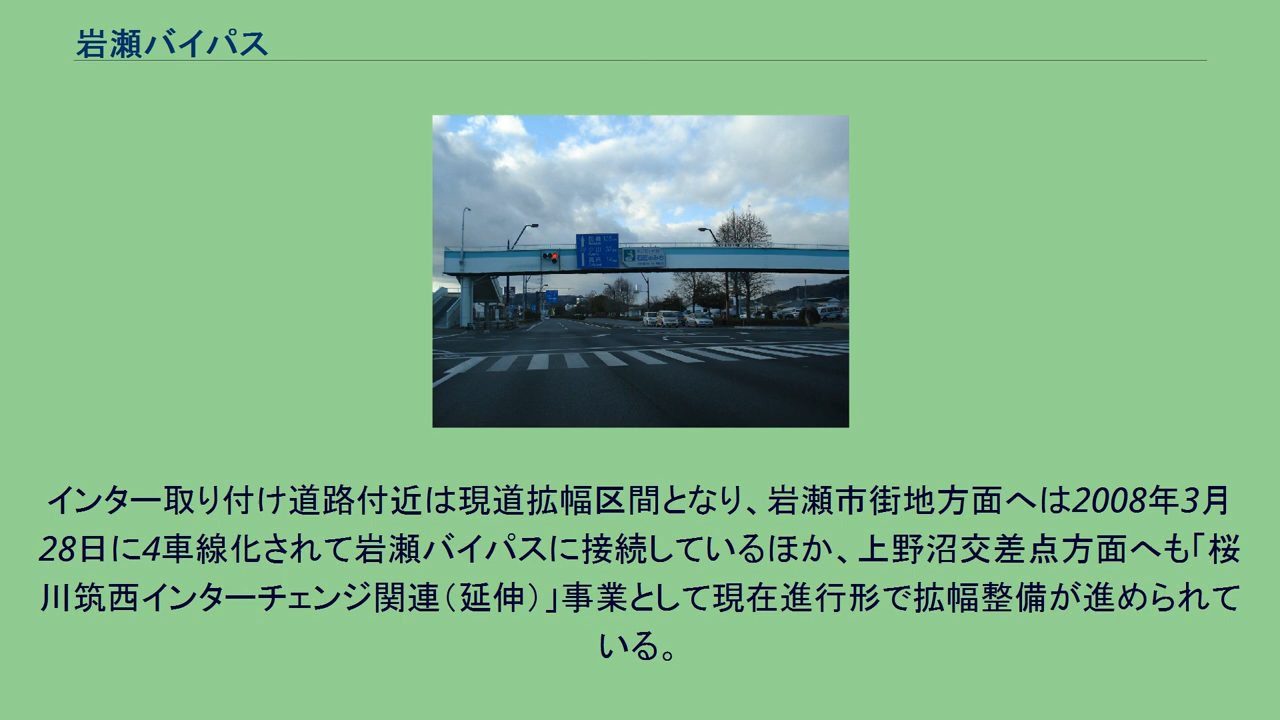 岩瀬バイパス
インター取り付け道路付近は現道拡幅区間となり、岩瀬市街地方面へは2008年3月
28日に4車線化されて岩瀬バイパスに接続しているほか、上野沼交差点方面へも「桜
川筑西インターチェンジ関連（延伸）」事業として現在進行形で拡幅整備が進められて
いる。